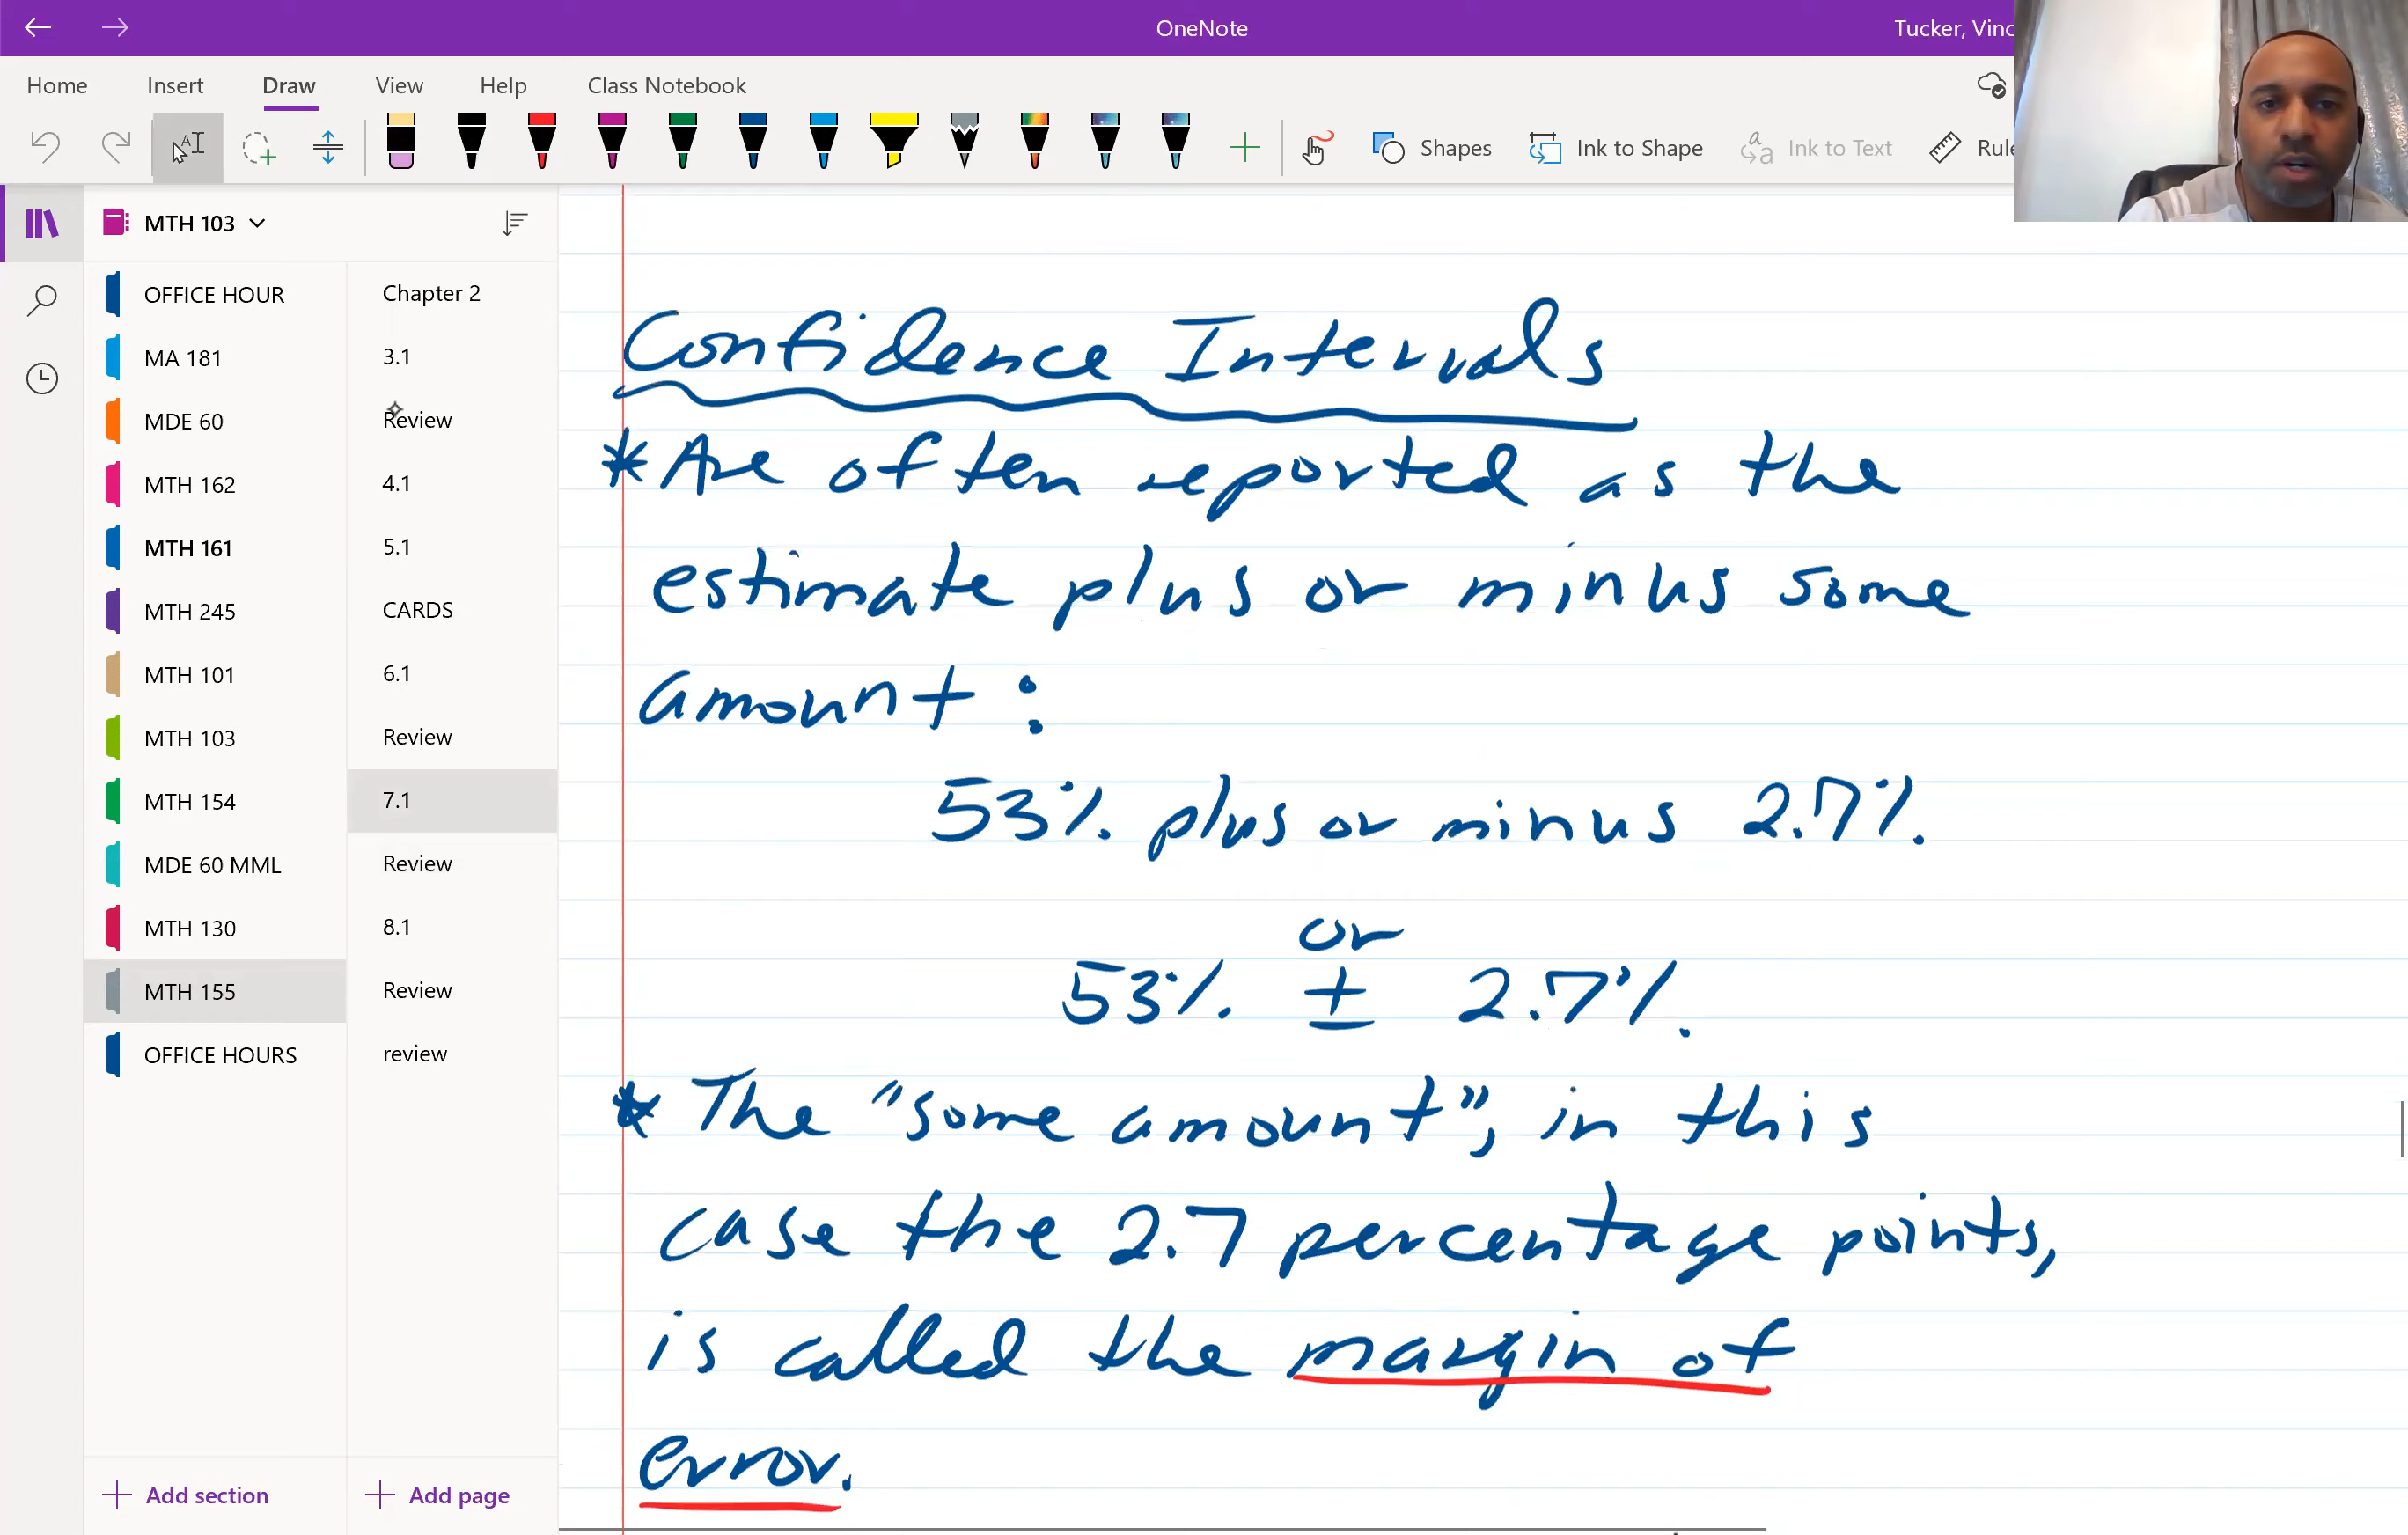 OneNote
Tucker, Vinc
Home Insert Draw View Help Class Notebook
Shapes Ink to Shape Ink to Text Rule
MTH 103
OFFICE HOUR
MA 181
MDE 60
MTH 162
MTH 161
MTH 245
MTH 101
MTH 103
MTH 154
MDE 60 MML
MTH 130
MTH 155
OFFICE HOURS
Add section
Chapter 2
3.1
Review
4.1
5.1
CARDS
6.1
Review
7.1
Review
8.1
Review
review
Add page
Confidence Intervals
* Are often reported as the
estimate plus or minus some
amount :
53% plus or minus 2.7%.
or
53% ± 2.7%.
* The "some amount", in this
case the 2.7 percentage points,
is called the margin of
error.